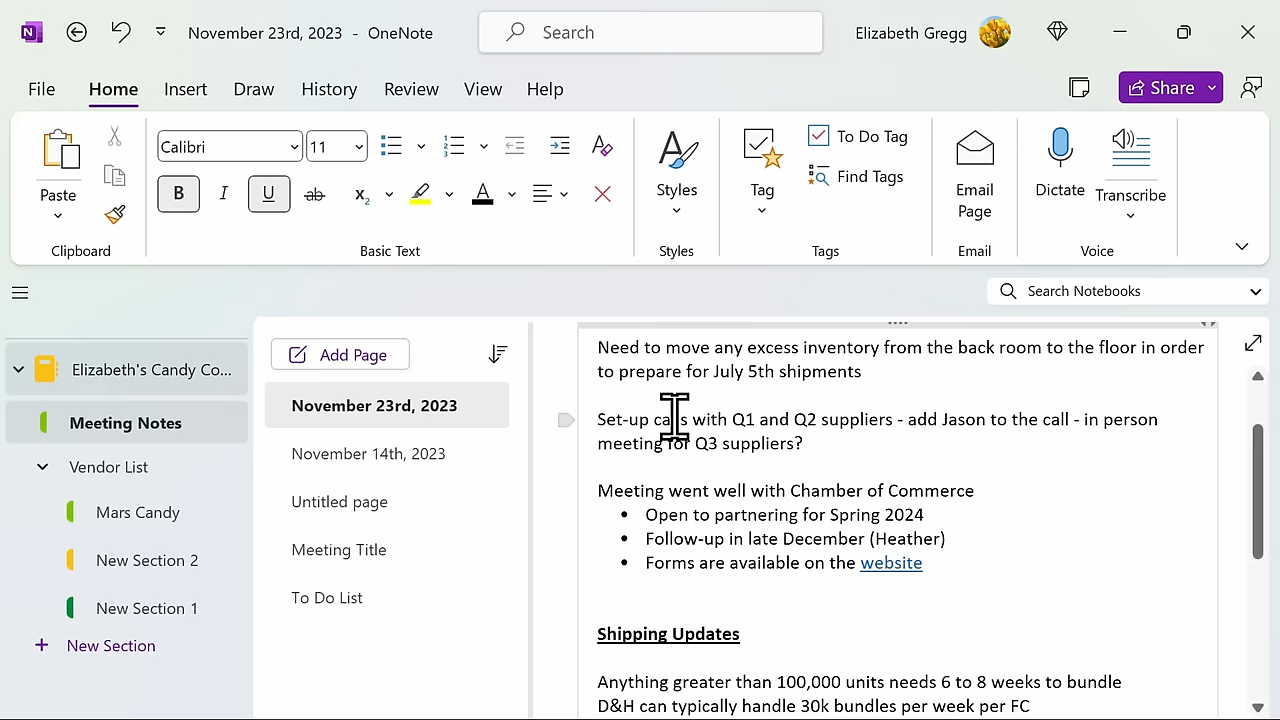 November 23rd, 2023 - OneNote
Search
Elizabeth Gregg
File Home Insert Draw History Review View Help
Share
Paste
Clipboard
Calibri 11
B I U ab x2 A
Basic Text
Styles
Styles
Tag
To Do Tag
Find Tags
Tags
Email Page
Email
Dictate
Transcribe
Voice
Search Notebooks
Elizabeth's Candy Co...
Meeting Notes
Vendor List
Mars Candy
New Section 2
New Section 1
+ New Section
Add Page
November 23rd, 2023
November 14th, 2023
Untitled page
Meeting Title
To Do List
Need to move any excess inventory from the back room to the floor in order
to prepare for July 5th shipments
Set-up calls with Q1 and Q2 suppliers - add Jason to the call - in person
meeting for Q3 suppliers?
Meeting went well with Chamber of Commerce
• Open to partnering for Spring 2024
• Follow-up in late December (Heather)
• Forms are available on the website
Shipping Updates
Anything greater than 100,000 units needs 6 to 8 weeks to bundle
D&H can typically handle 30k bundles per week per FC